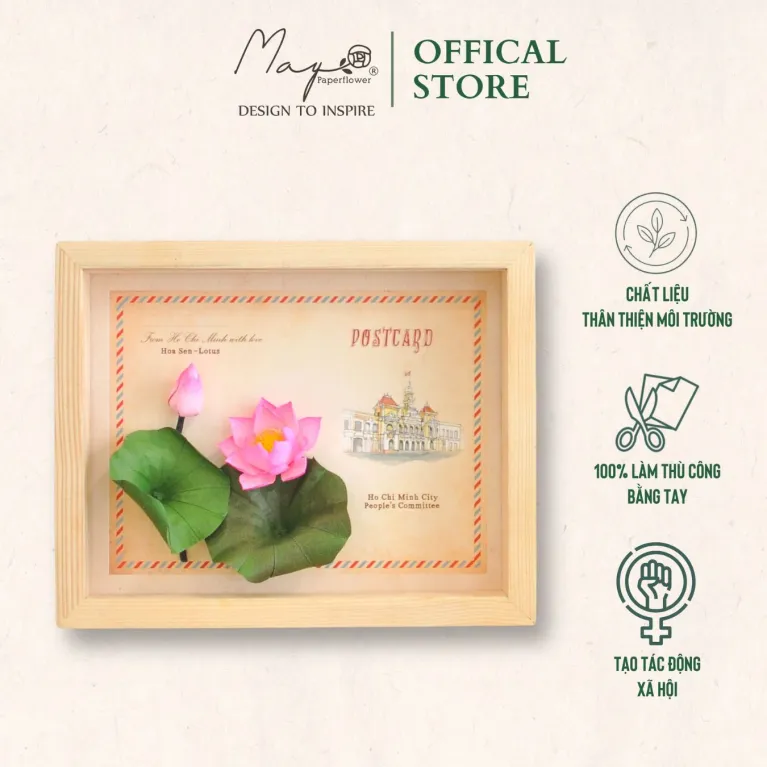 May
Paperflower®
DESIGN TO INSPIRE
OFFICAL
STORE
From Ho Chi Minh with love
Hoa Sen-Lotus
POSTCARD
Ho Chi Minh City
People's Committee
CHẤT LIỆU
THÂN THIỆN MÔI TRƯỜNG
100% LÀM THÙ CÔNG
BẰNG TAY
TẠO TÁC ĐỘNG
XÃ HỘI